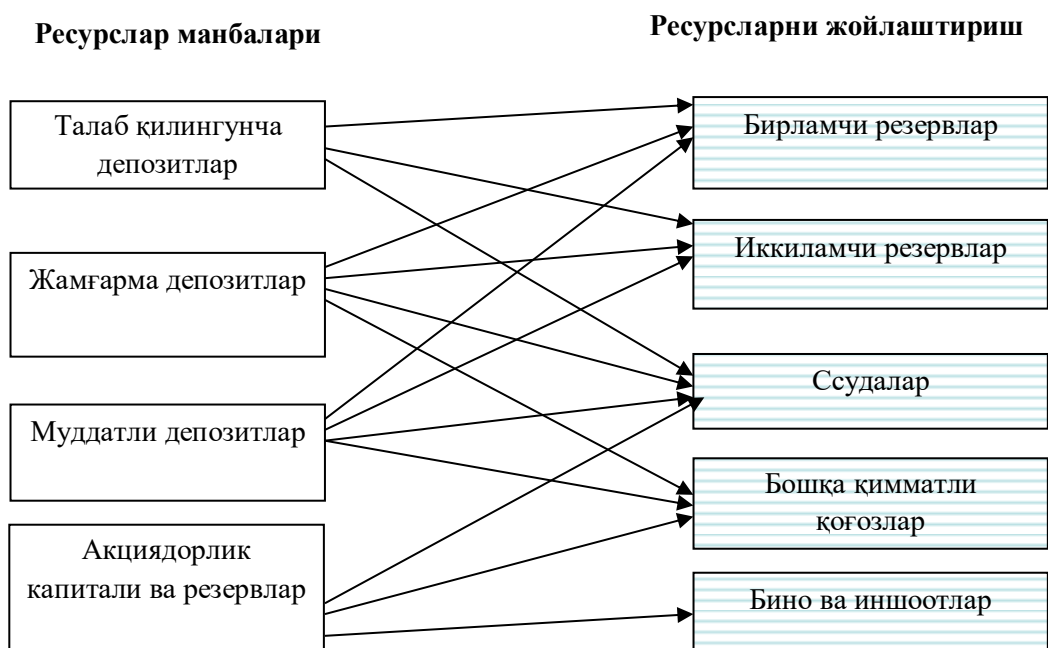 Ресурслар манбалари
Ресурсларни жойлаштириш
Талаб қилингунча
депозитлар
Жамғарма депозитлар
Муддатли депозитлар
Акциядорлик
капитали ва резервлар
Бирламчи резервлар
Иккиламчи резервлар
Ссудалар
Бошқа қимматли
қоғозлар
Бино ва иншоотлар